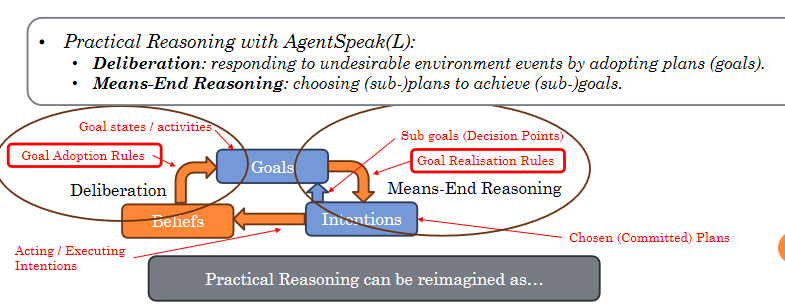 • Practical Reasoning with AgentSpeak(L):
• Deliberation: responding to undesirable environment events by adopting plans (goals).
• Means-End Reasoning: choosing (sub-)plans to achieve (sub-)goals.
Goal states / activities
Sub goals (Decision Points)
Goal Adoption Rules
Goals
Goal Realisation Rules
Deliberation
Means-End Reasoning
Beliefs
Intentions
Chosen (Committed) Plans
Acting / Executing
Intentions
Practical Reasoning can be reimagined as…